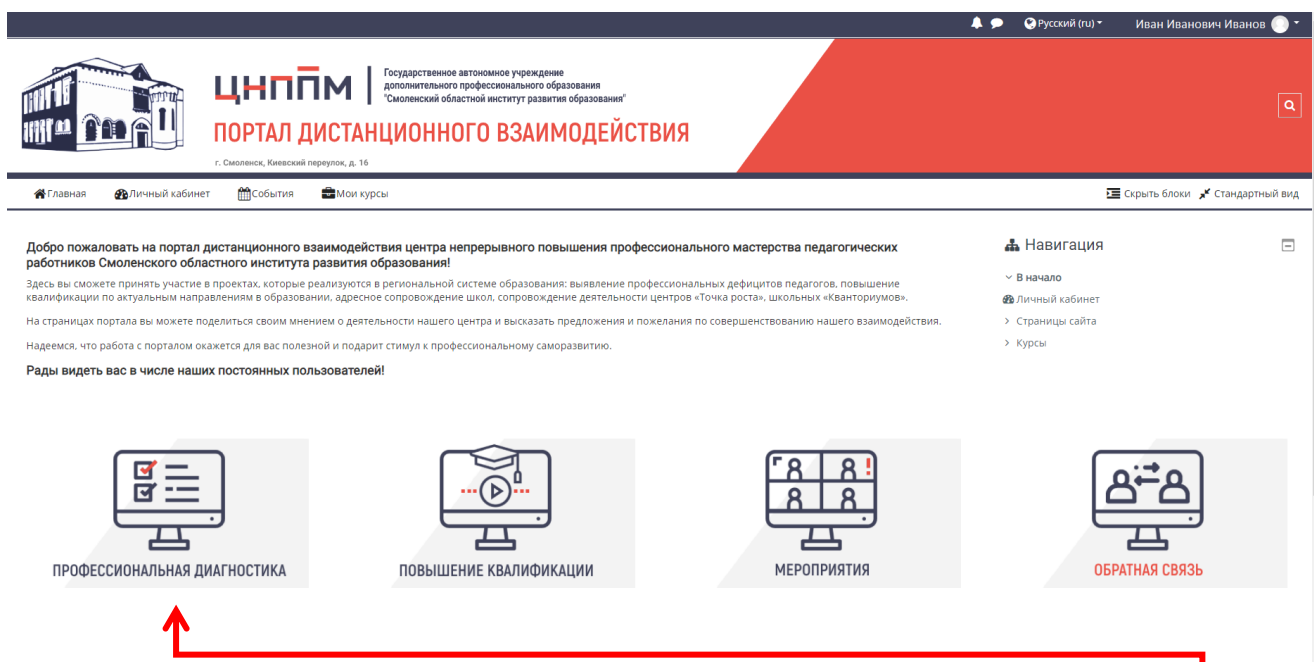 Русский (ru)
Иван Иванович Иванов
ЦНППМ
Государственное автономное учреждение
дополнительного профессионального образования
"Смоленский областной институт развития образования"
ПОРТАЛ ДИСТАНЦИОННОГО ВЗАИМОДЕЙСТВИЯ
г. Смоленск, Киевский переулок, д. 16
Главная
Личный кабинет
События
Мои курсы
Скрыть блоки
Стандартный вид
Добро пожаловать на портал дистанционного взаимодействия центра непрерывного повышения профессионального мастерства педагогических
работников Смоленского областного института развития образования!
Здесь вы сможете принять участие в проектах, которые реализуются в региональной системе образования: выявление профессиональных дефицитов педагогов, повышение
квалификации по актуальным направлениям в образовании, адресное сопровождение школ, сопровождение деятельности центров «Точка роста», школьных «Кванториумов».
На страницах портала вы можете поделиться своим мнением о деятельности нашего центра и высказать предложения и пожелания по совершенствованию нашего взаимодействия.
Надеемся, что работа с порталом окажется для вас полезной и подарит стимул к профессиональному саморазвитию.
Рады видеть вас в числе наших постоянных пользователей!
Навигация
В начало
Личный кабинет
Страницы сайта
Курсы
ПРОФЕССИОНАЛЬНАЯ ДИАГНОСТИКА
ПОВЫШЕНИЕ КВАЛИФИКАЦИИ
МЕРОПРИЯТИЯ
ОБРАТНАЯ СВЯЗЬ